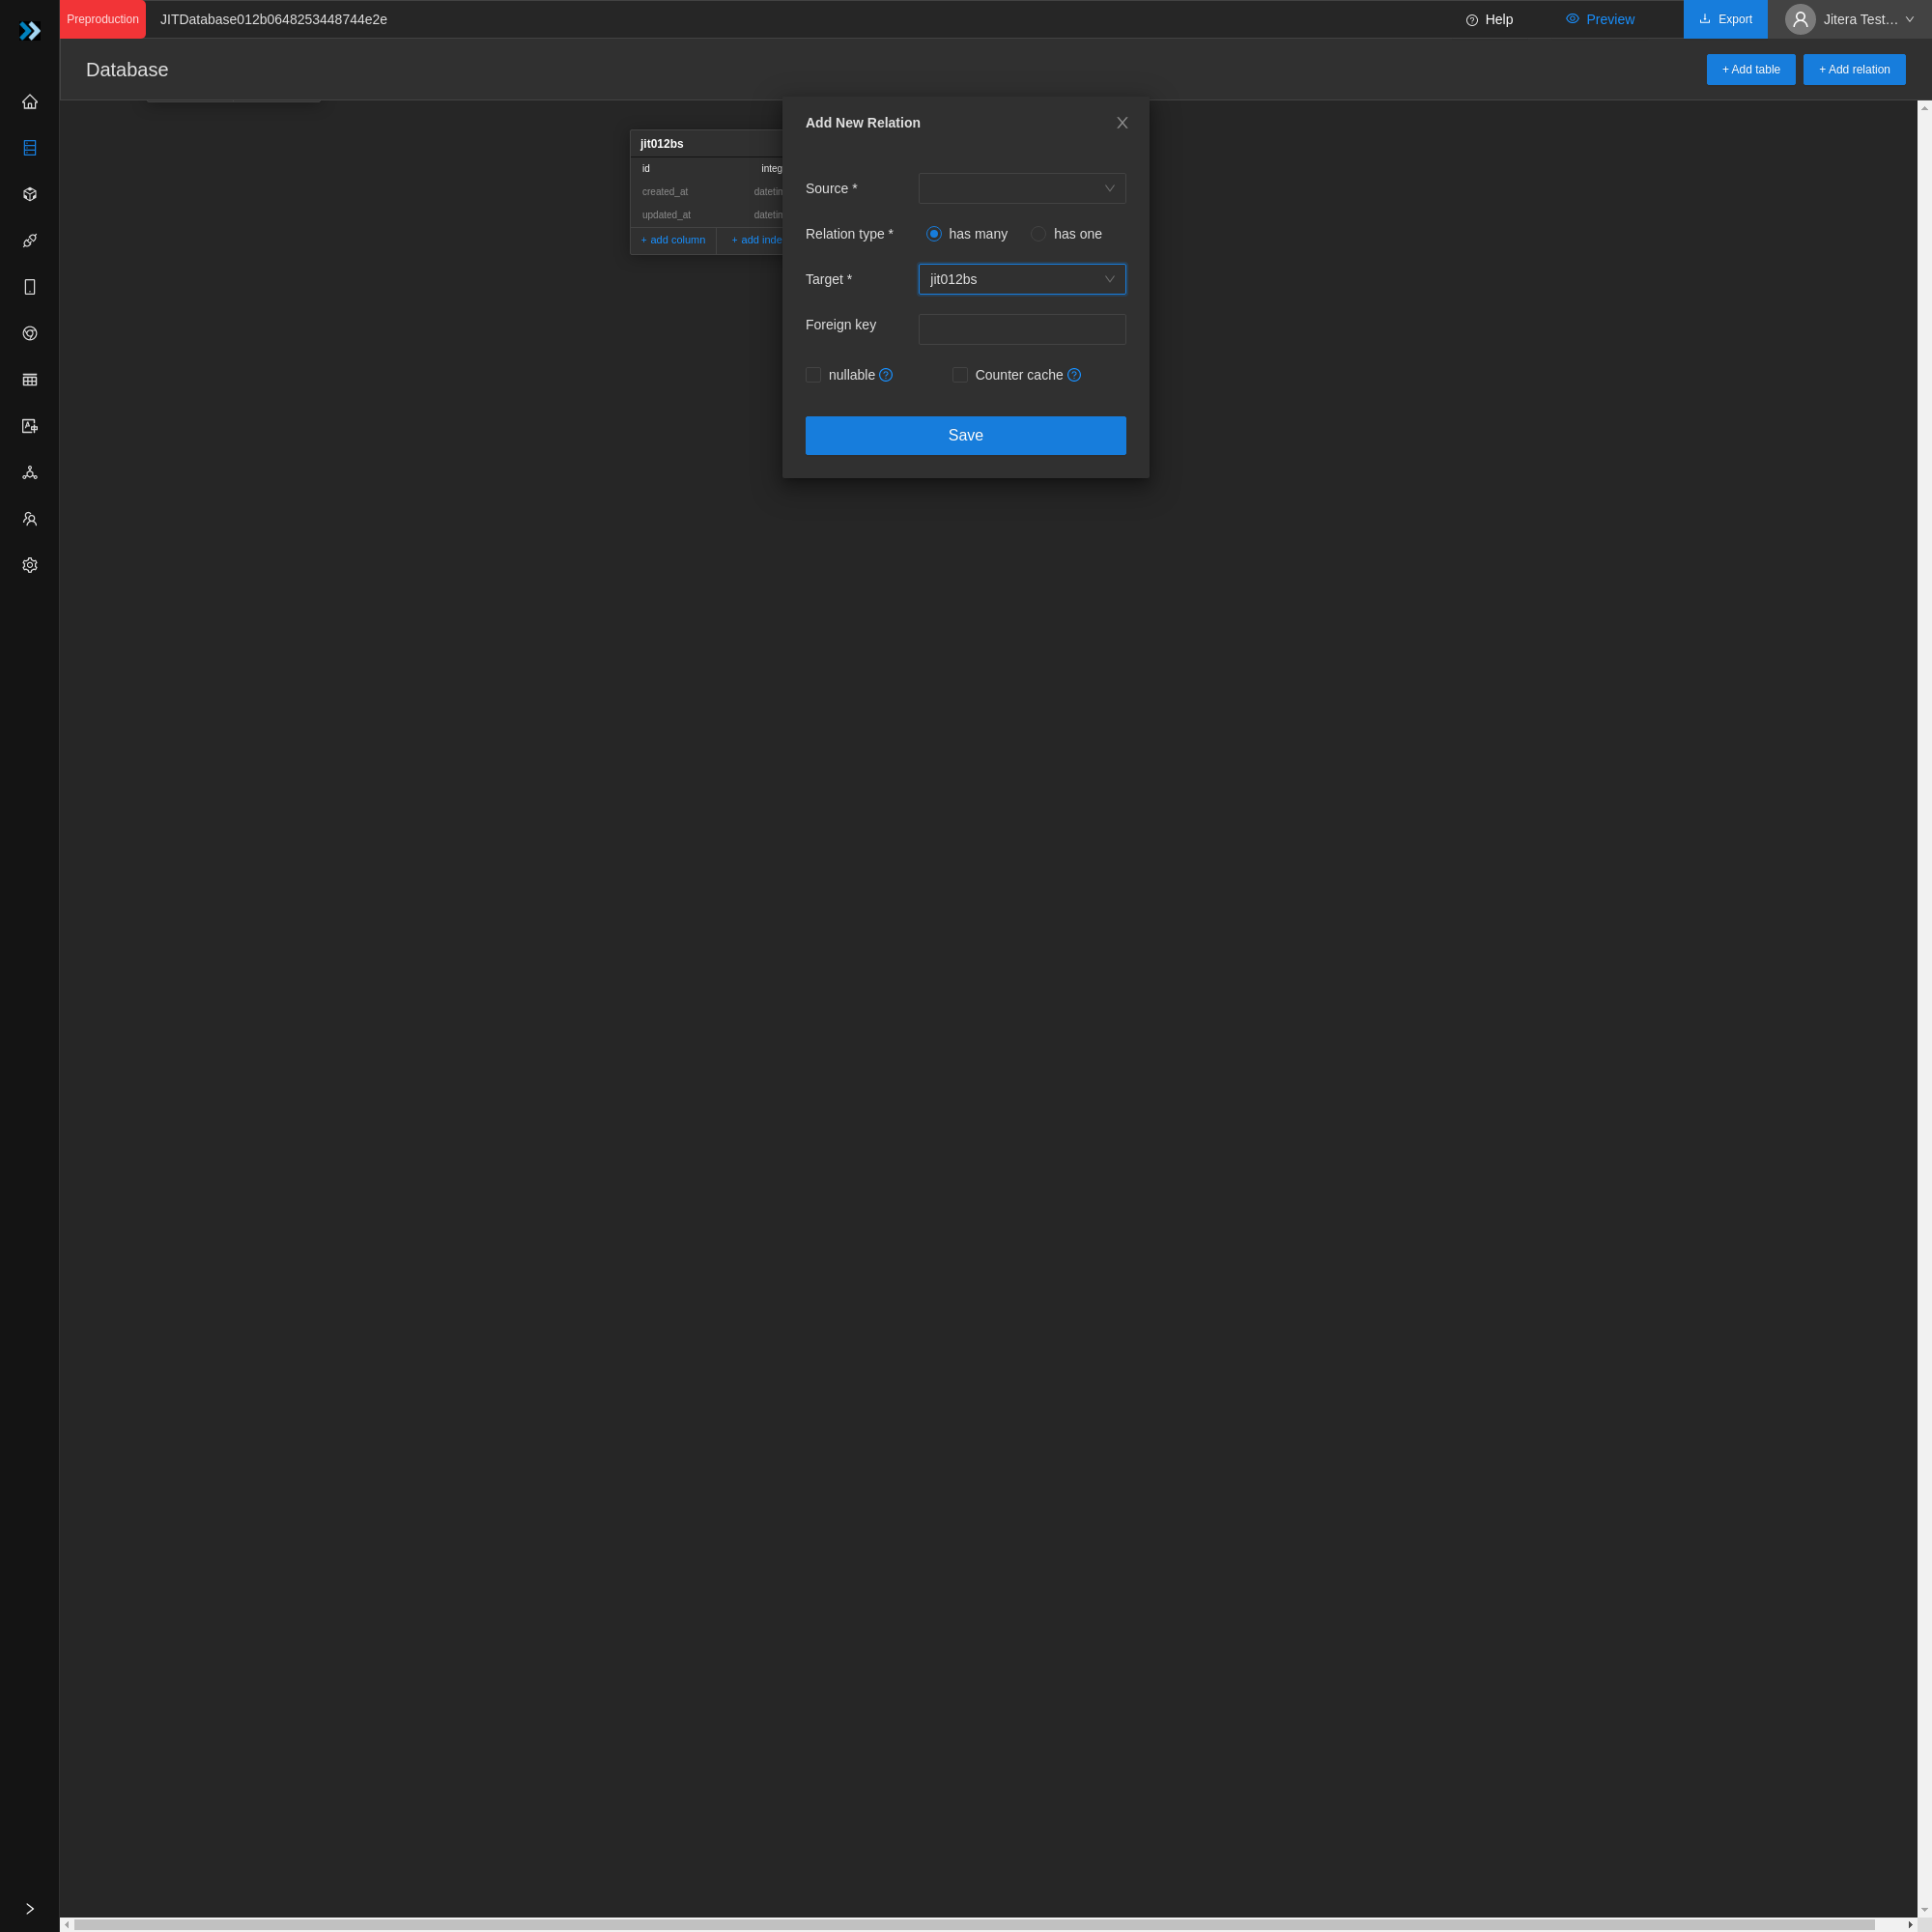 Preproduction JITDatabase012b0648253448744e2e Help Preview Export Jitera Test…
Database + Add table + Add relation
Add New Relation
jit012bs
id integ
created_at datetin
updated_at datetin
+ add column + add inde
Source *
Relation type * has many has one
Target * jit012bs
Foreign key
nullable Counter cache
Save